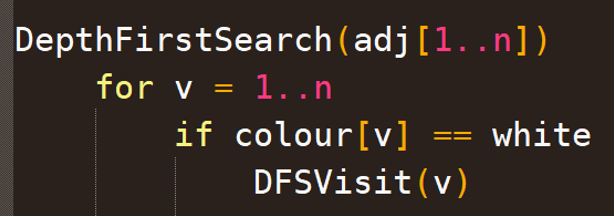 DepthFirstSearch(adj[1..n])
    for v = 1..n
        if colour[v] == white
            DFSVisit(v)